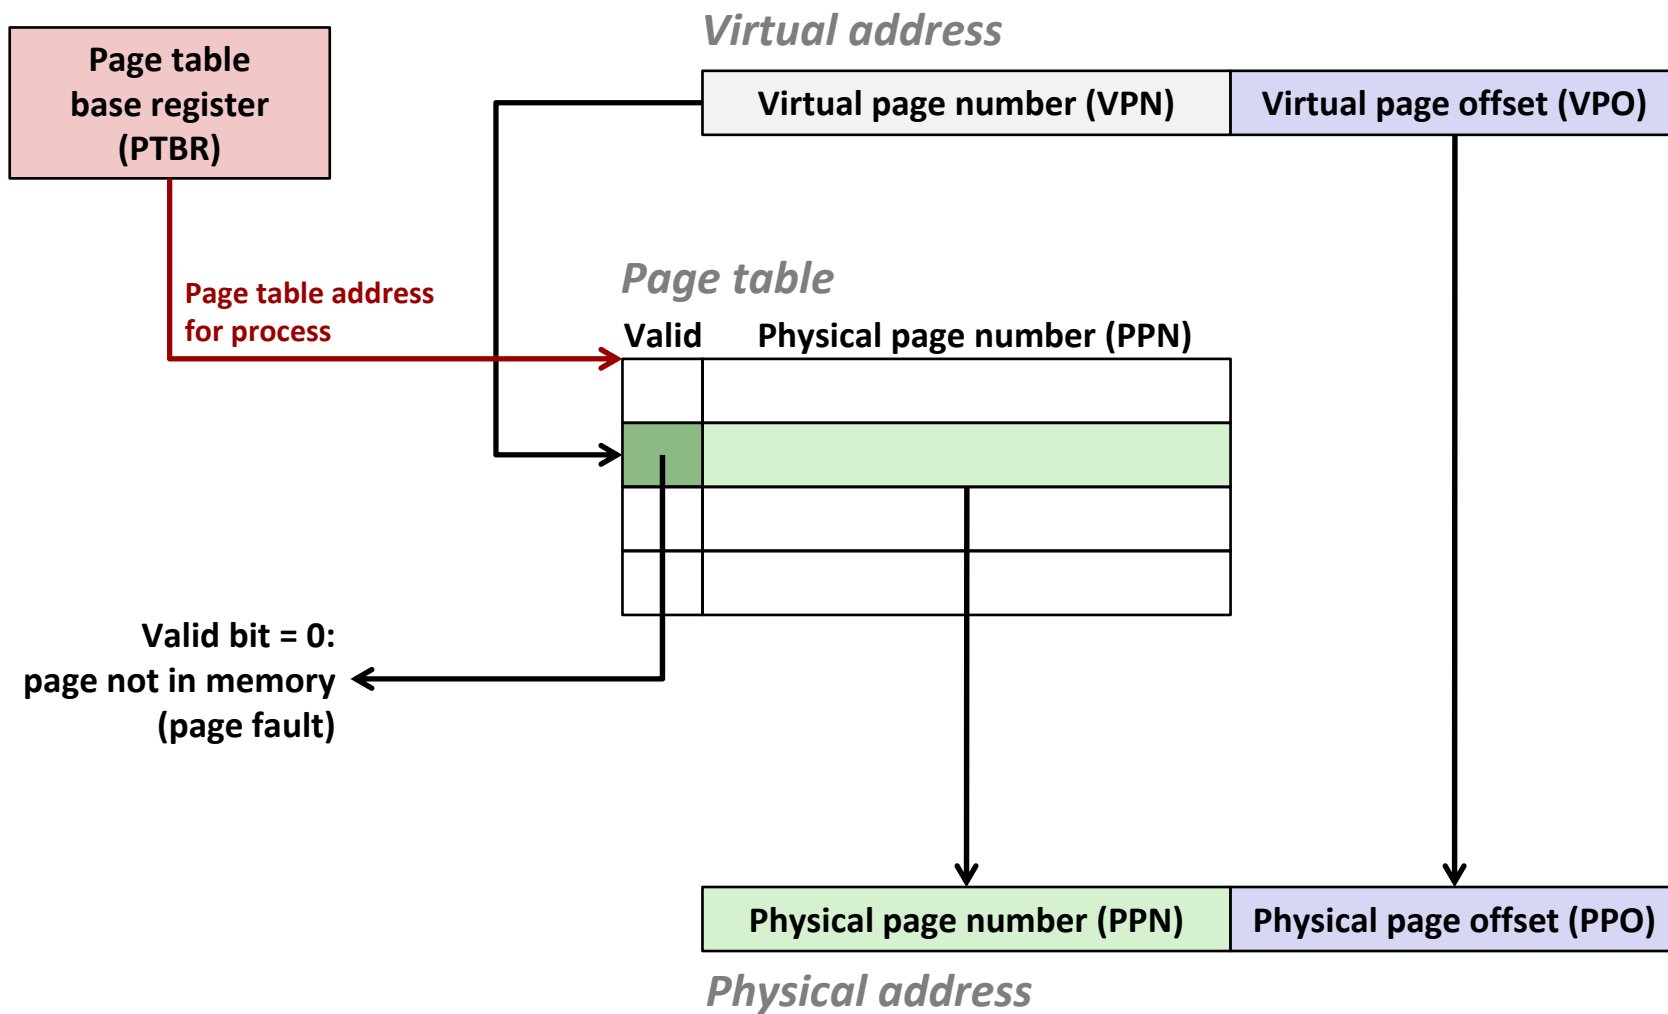 Virtual address
Page table
base register
(PTBR)
Virtual page number (VPN)
Virtual page offset (VPO)
Page table address
for process
Page table
Valid
Physical page number (PPN)
Valid bit = 0:
page not in memory
(page fault)
Physical page number (PPN)
Physical page offset (PPO)
Physical address